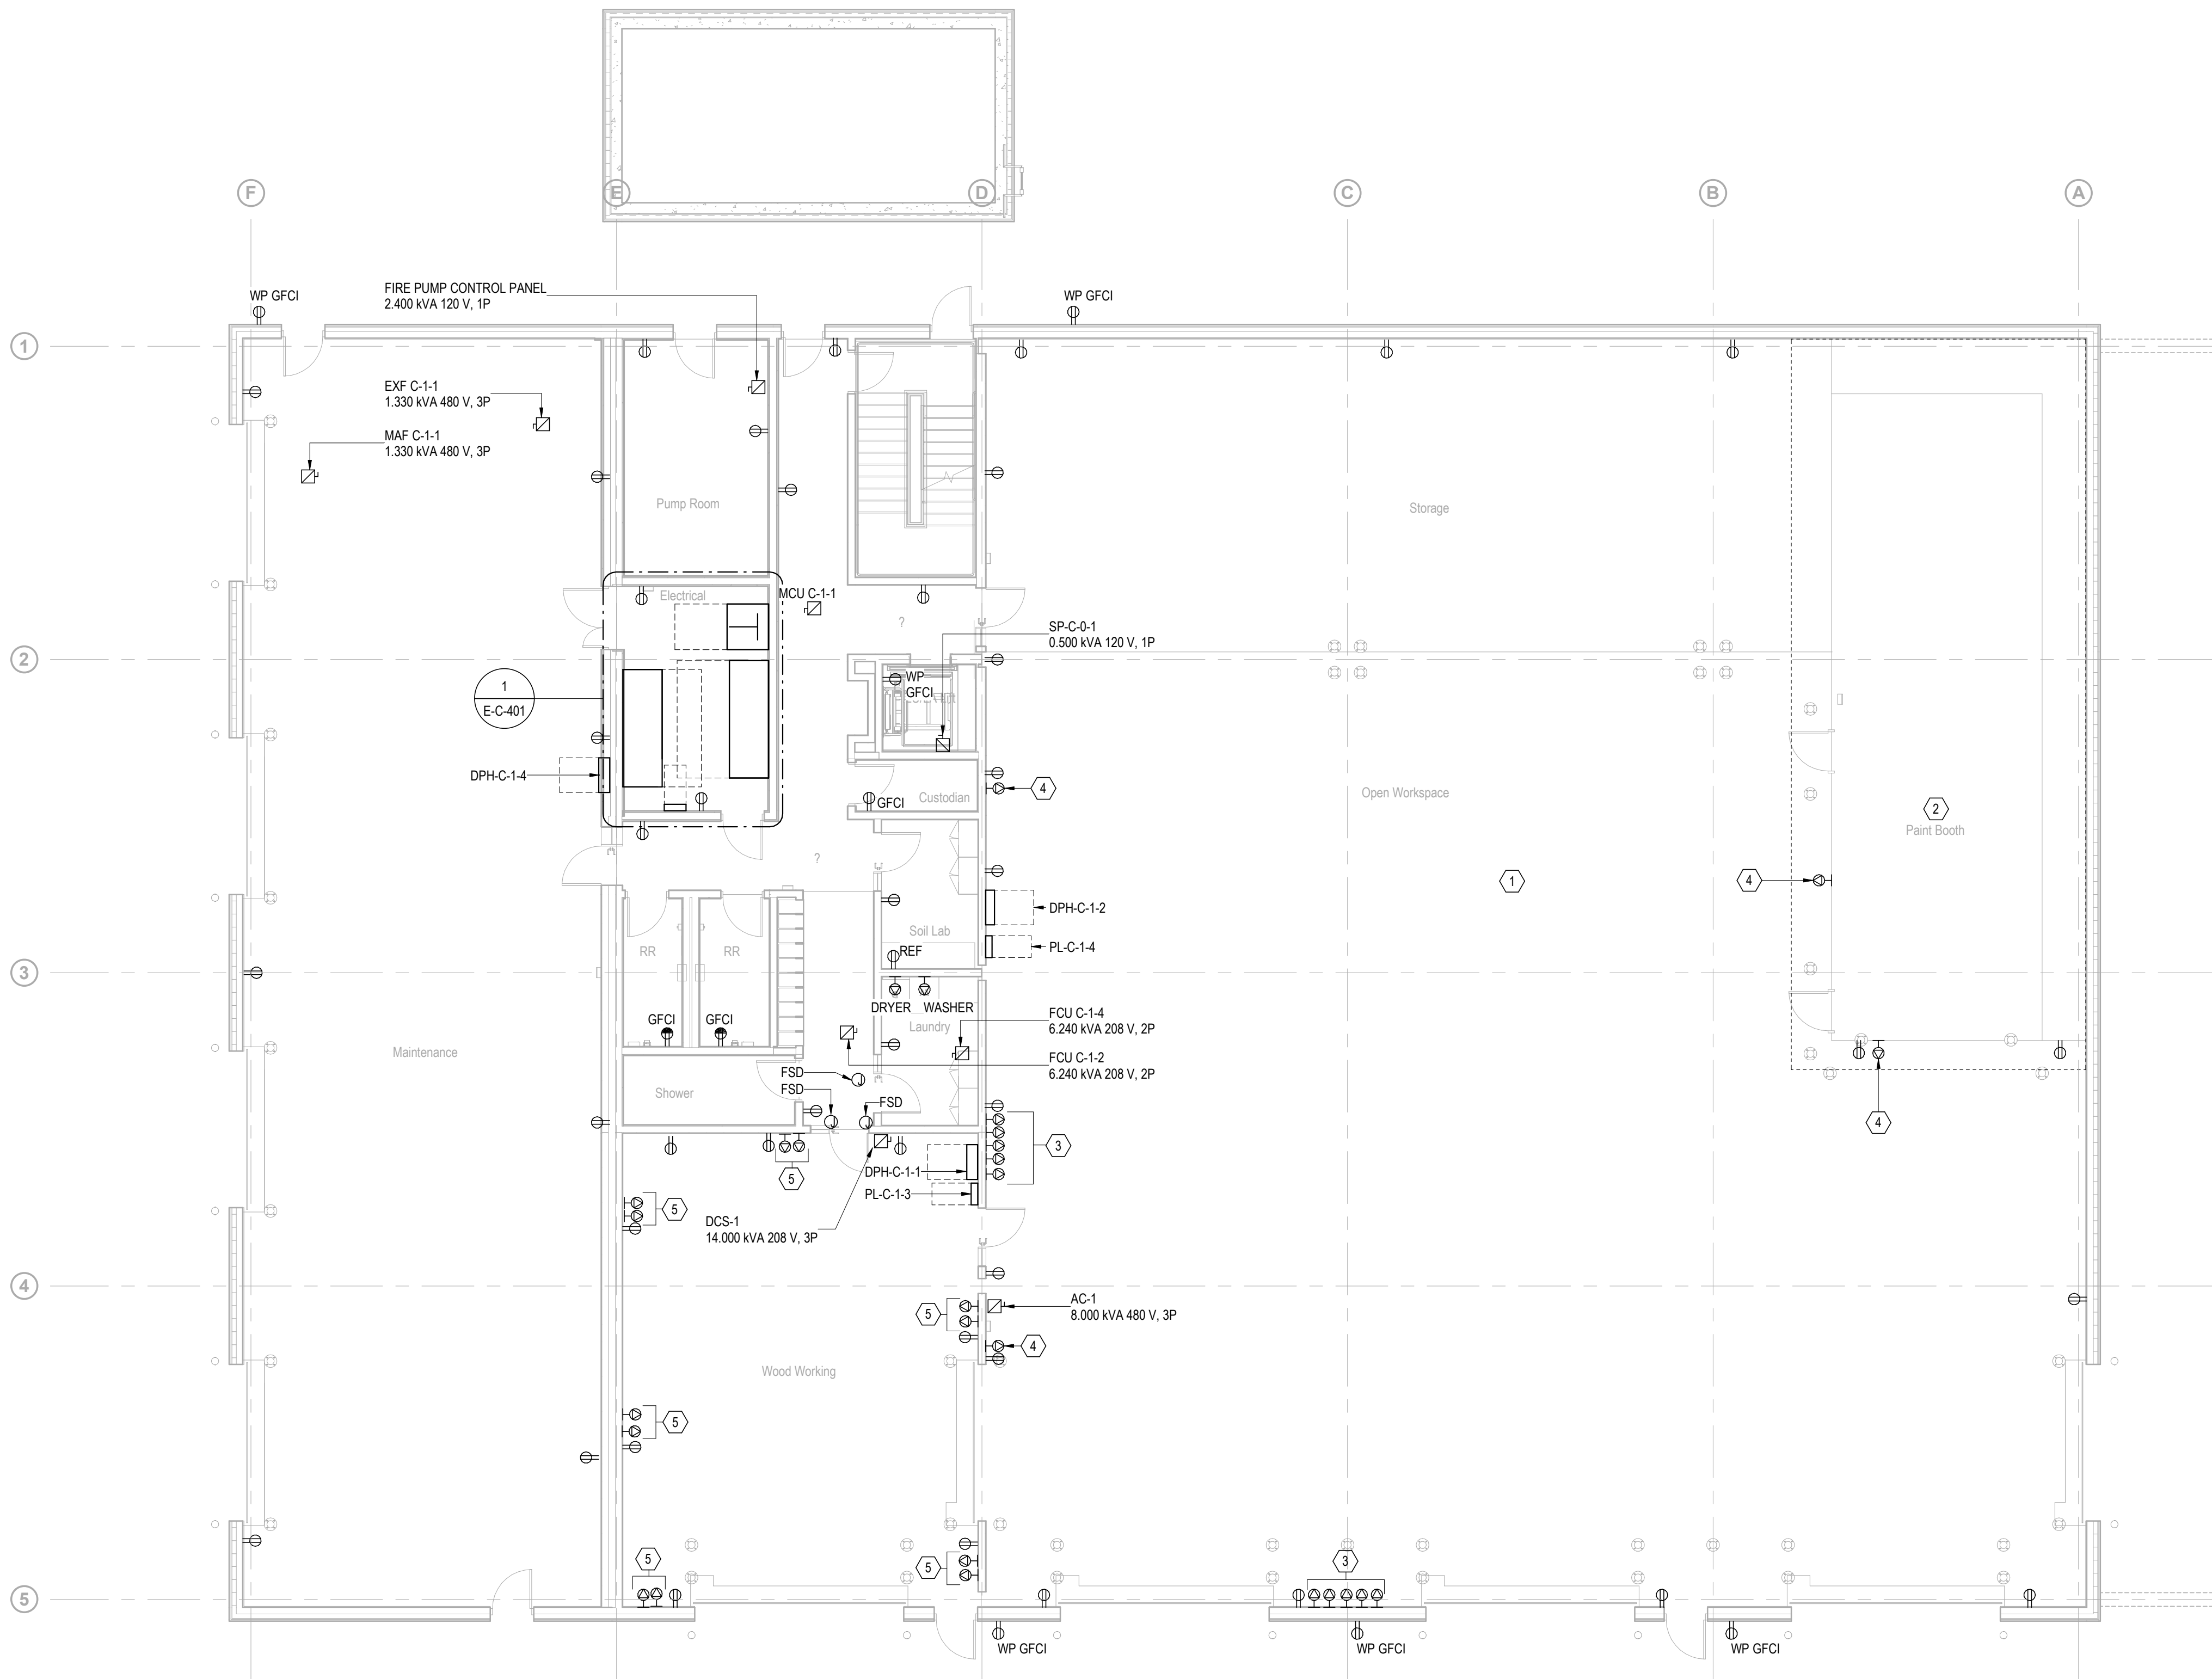 F
E
D
C
B
A
WP GFCI
FIRE PUMP CONTROL PANEL
2.400 kVA 120 V, 1P
WP GFCI
1
EXF C-1-1
1.330 kVA 480 V, 3P
MAF C-1-1
1.330 kVA 480 V, 3P
Pump Room
Storage
Electrical
MCU C-1-1
?
SP-C-0-1
0.500 kVA 120 V, 1P
2
1
E-C-401
WP
GFCI
DPH-C-1-4
4
GFCI
Custodian
Open Workspace
2
Paint Booth
?
1
4
DPH-C-1-2
Soil Lab
RR
RR
REF
PL-C-1-4
3
DRYER
WASHER
GFCI
GFCI
Laundry
FCU C-1-4
6.240 kVA 208 V, 2P
Maintenance
FCU C-1-2
6.240 kVA 208 V, 2P
FSD
FSD
Shower
FSD
4
3
DPH-C-1-1
5
PL-C-1-3
5
DCS-1
14.000 kVA 208 V, 3P
4
AC-1
8.000 kVA 480 V, 3P
5
4
Wood Working
5
5
5
3
5
WP GFCI
WP GFCI
WP GFCI